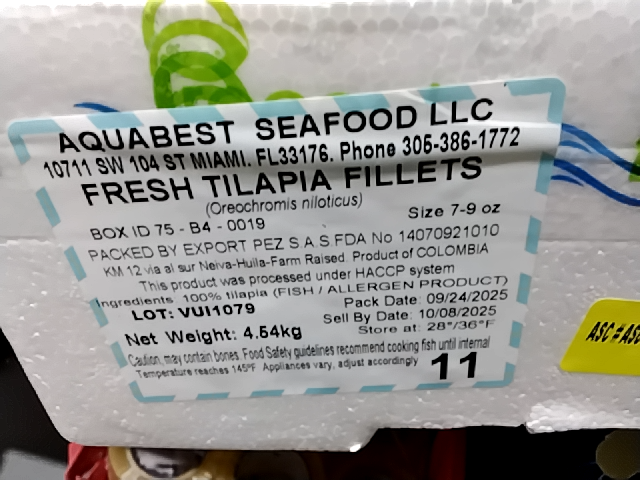 AQUABEST SEAFOOD LLC
10711 SW 104 ST MIAMI. FL33176. Phone 305-386-1772
FRESH TILAPIA FILLETS
(Oreochromis niloticus)
BOX ID 75 - B4 - 0019
Size 7-9 oz
PACKED BY EXPORT PEZ S.A.S.FDA No 14070921010
KM 12 via al sur Neiva-Huila-Farm Raised. Product of COLOMBIA
This product was processed under HACCP system
Ingredients 100% tilapia (FISH / ALLERGEN PRODUCT)
LOT: VUI1079
Pack Date: 09/24/2025
Sell By Date: 10/08/2025
Net Weight: 4.54kg
Store at: 28°/36°F
Caution, may contain bones. Food Safety guidelines recommend cooking fish until internal
Temperature reaches 145ºF Appliances vary, adjust accordingly
11
ASC #